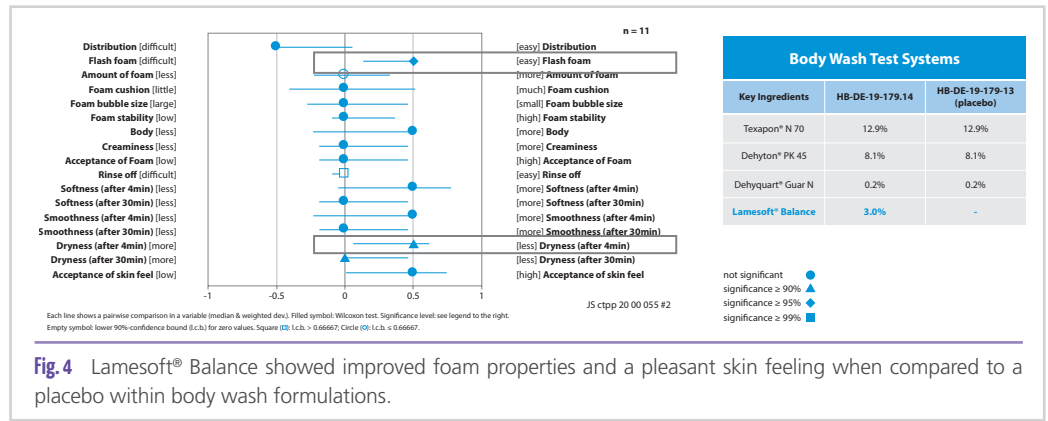 n = 11
Distribution [difficult] [easy] Distribution
Flash foam [difficult] [easy] Flash foam
Amount of foam [less] [more] Amount of foam
Foam cushion [little] [much] Foam cushion
Foam bubble size [large] [small] Foam bubble size
Foam stability [low] [high] Foam stability
Body [less] [more] Body
Creaminess [less] [more] Creaminess
Acceptance of Foam [low] [high] Acceptance of Foam
Rinse off [difficult] [easy] Rinse off
Softness (after 4min) [less] [more] Softness (after 4min)
Softness (after 30min) [less] [more] Softness (after 30min)
Smoothness (after 4min) [less] [more] Smoothness (after 4min)
Smoothness (after 30min) [less] [more] Smoothness (after 30min)
Dryness (after 4min) [more] [less] Dryness (after 4min)
Dryness (after 30min) [more] [less] Dryness (after 30min)
Acceptance of skin feel [low] [high] Acceptance of skin feel
-1 -0.5 0 0.5 1
JS ctpp 20 00 055 #2
Each line shows a pairwise comparison in a variable (median & weighted dev.). Filled symbol: Wilcoxon test. Significance level: see legend to the right.
Empty symbol: lower 90%-confidence bound (l.c.b.) for zero values. Square (□): l.c.b. > 0.66667; Circle (O): l.c.b. ≤ 0.66667.
Body Wash Test Systems
Key Ingredients HB-DE-19-179.14 HB-DE-19-179-13 (placebo)
Texapon® N 70 12.9% 12.9%
Dehyton® PK 45 8.1% 8.1%
Dehyquart® Guar N 0.2% 0.2%
Lamesoft® Balance 3.0% -
not significant
significance ≥ 90%
significance ≥ 95%
significance ≥ 99%
Fig. 4 Lamesoft® Balance showed improved foam properties and a pleasant skin feeling when compared to a
placebo within body wash formulations.